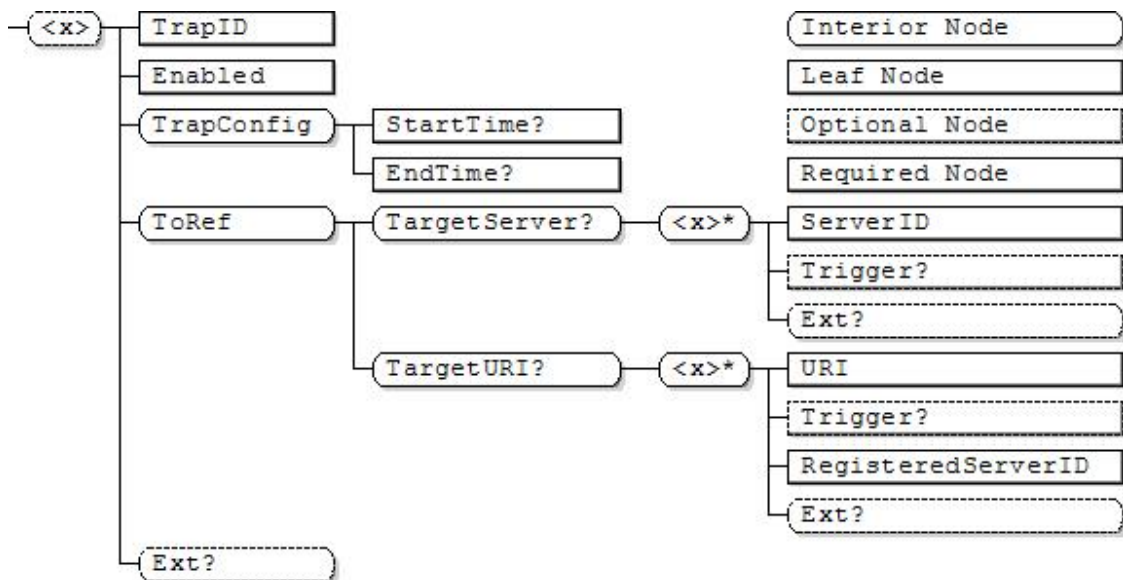 <x> TrapID Interior Node
Enabled Leaf Node
TrapConfig StartTime? Optional Node
EndTime? Required Node
ToRef TargetServer? <x>* ServerID
Trigger?
Ext?
TargetURI? <x>* URI
Trigger?
RegisteredServerID
Ext?
Ext?